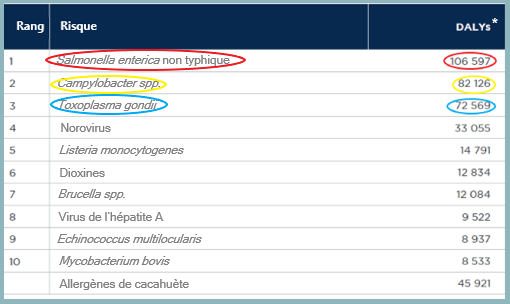 Rang Risque DALYs*
1 Salmonella enterica non typhique 106 597
2 Campylobacter spp. 82 126
3 Toxoplasma gondii 72 569
4 Norovirus 33 055
5 Listeria monocytogenes 14 791
6 Dioxines 12 834
7 Brucella spp. 12 084
8 Virus de l'hépatite A 9 522
9 Echinococcus multilocularis 8 937
10 Mycobacterium bovis 8 533
Allergènes de cacahuète 45 921